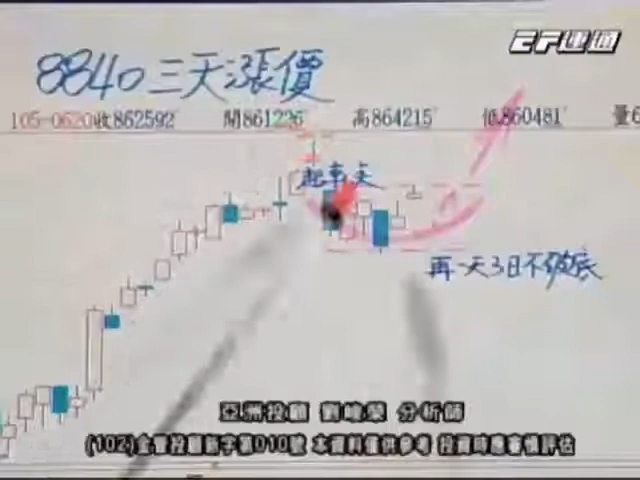 EF建通
8840三天漲價
105-0620收862592 開861226 高864215 低860481 量6
再一天3日不破底
亞洲投顧 劉峻榮 分析師
(102)金管投顧新字第010號 本資料僅供參考 投資時應審慎評估